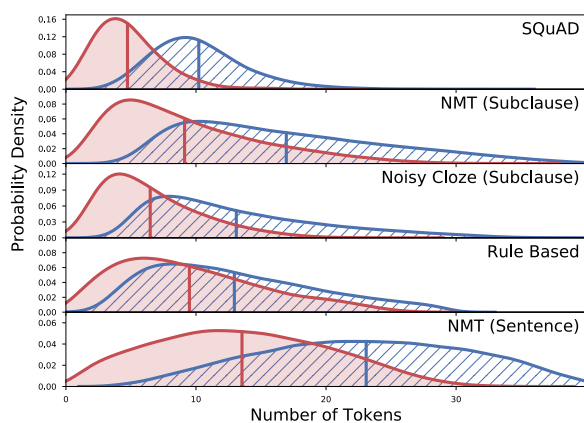 SQuAD
0.16
0.12
0.08
0.04
0.00
NMT (Subclause)
0.08
0.04
0.00
Noisy Cloze (Subclause)
0.12
0.09
0.06
0.03
0.00
Rule Based
0.08
0.06
0.04
0.02
0.00
NMT (Sentence)
0.06
0.04
0.02
0.00
0 10 20 30
Number of Tokens
Probability Density